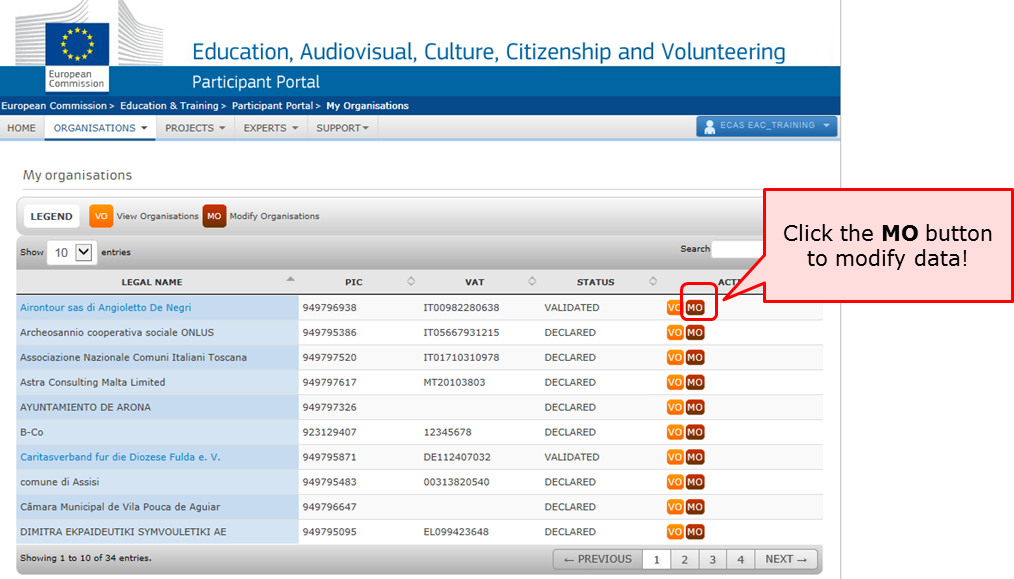 European
Commission
Education, Audiovisual, Culture, Citizenship and Volunteering
Participant Portal
European Commission > Education & Training > Participant Portal > My Organisations
HOME ORGANISATIONS PROJECTS EXPERTS SUPPORT ECAS EAC_TRAINING
My organisations
LEGEND VO View Organisations MO Modify Organisations
Show 10 entries Search
Click the MO button
to modify data!
LEGAL NAME PIC VAT STATUS
Airontour sas di Angioletto De Negri 949796938 IT00982280638 VALIDATED VO MO
Archeosannio cooperativa sociale ONLUS 949795386 IT05667931215 DECLARED VO MO
Associazione Nazionale Comuni Italiani Toscana 949797520 IT01710310978 DECLARED VO MO
Astra Consulting Malta Limited 949797617 MT20103803 DECLARED VO MO
AYUNTAMIENTO DE ARONA 949797326 DECLARED VO MO
B-Co 923129407 12345678 DECLARED VO MO
Caritasverband fur die Diozese Fulda e. V. 949795871 DE112407032 VALIDATED VO MO
comune di Assisi 949795483 00313820540 DECLARED VO MO
Câmara Municipal de Vila Pouca de Aguiar 949796647 DECLARED VO MO
DIMITRA EKPAIDEUTIKI SYMVOULETIKI AE 949795095 EL099423648 DECLARED VO MO
Showing 1 to 10 of 34 entries. ← PREVIOUS 1 2 3 4 NEXT →